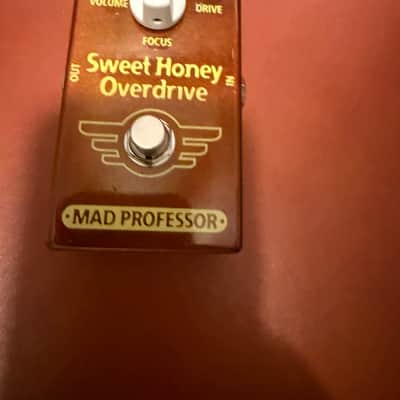 VOLUME DRIVE
FOCUS
OUT IN
Sweet Honey
Overdrive
· MAD PROFESSOR ·